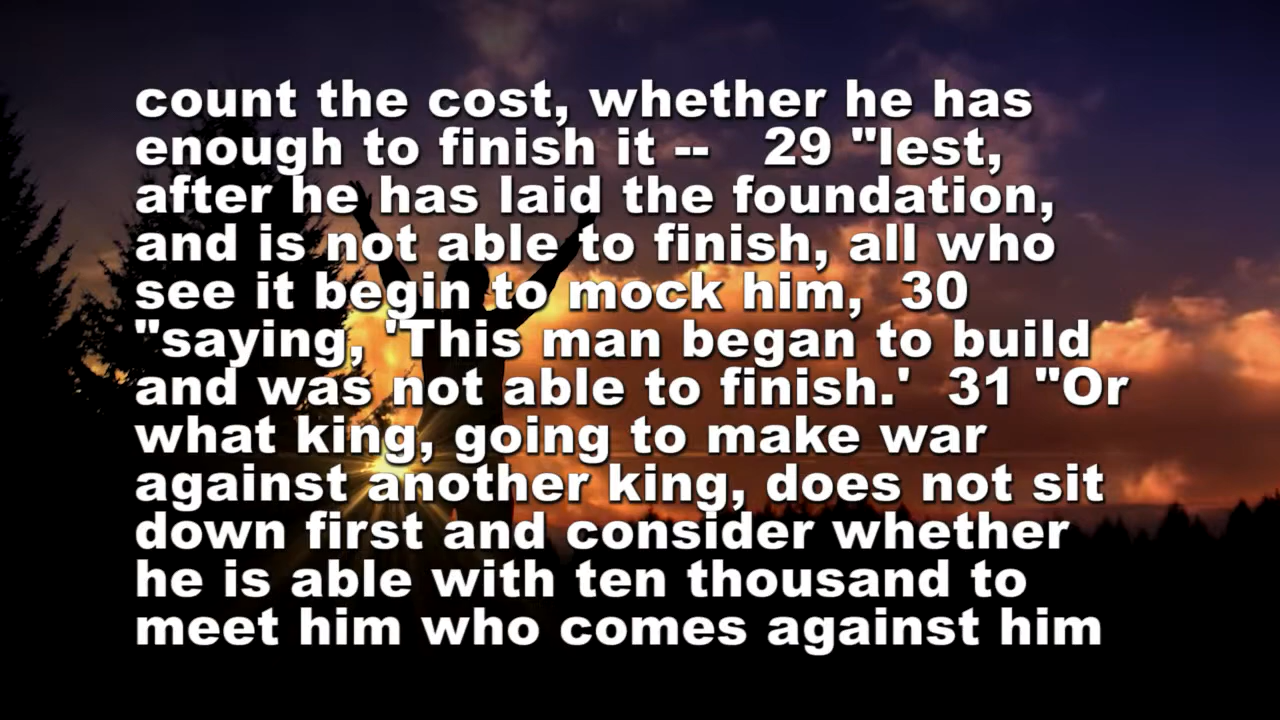 count the cost, whether he has
enough to finish it -- 29 "lest,
after he has laid the foundation,
and is not able to finish, all who
see it begin to mock him, 30
"saying, 'This man began to build
and was not able to finish.' 31 "Or
what king, going to make war
against another king, does not sit
down first and consider whether
he is able with ten thousand to
meet him who comes against him